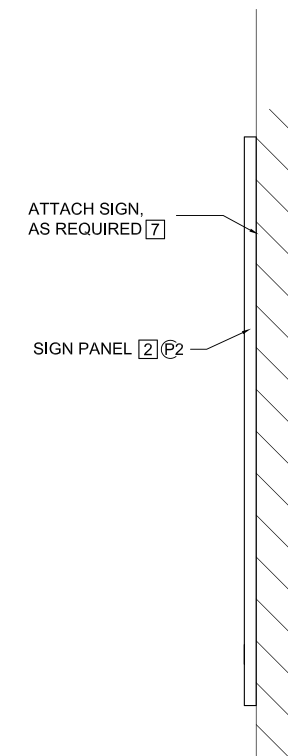 ATTACH SIGN,
AS REQUIRED 7
SIGN PANEL 2 P2